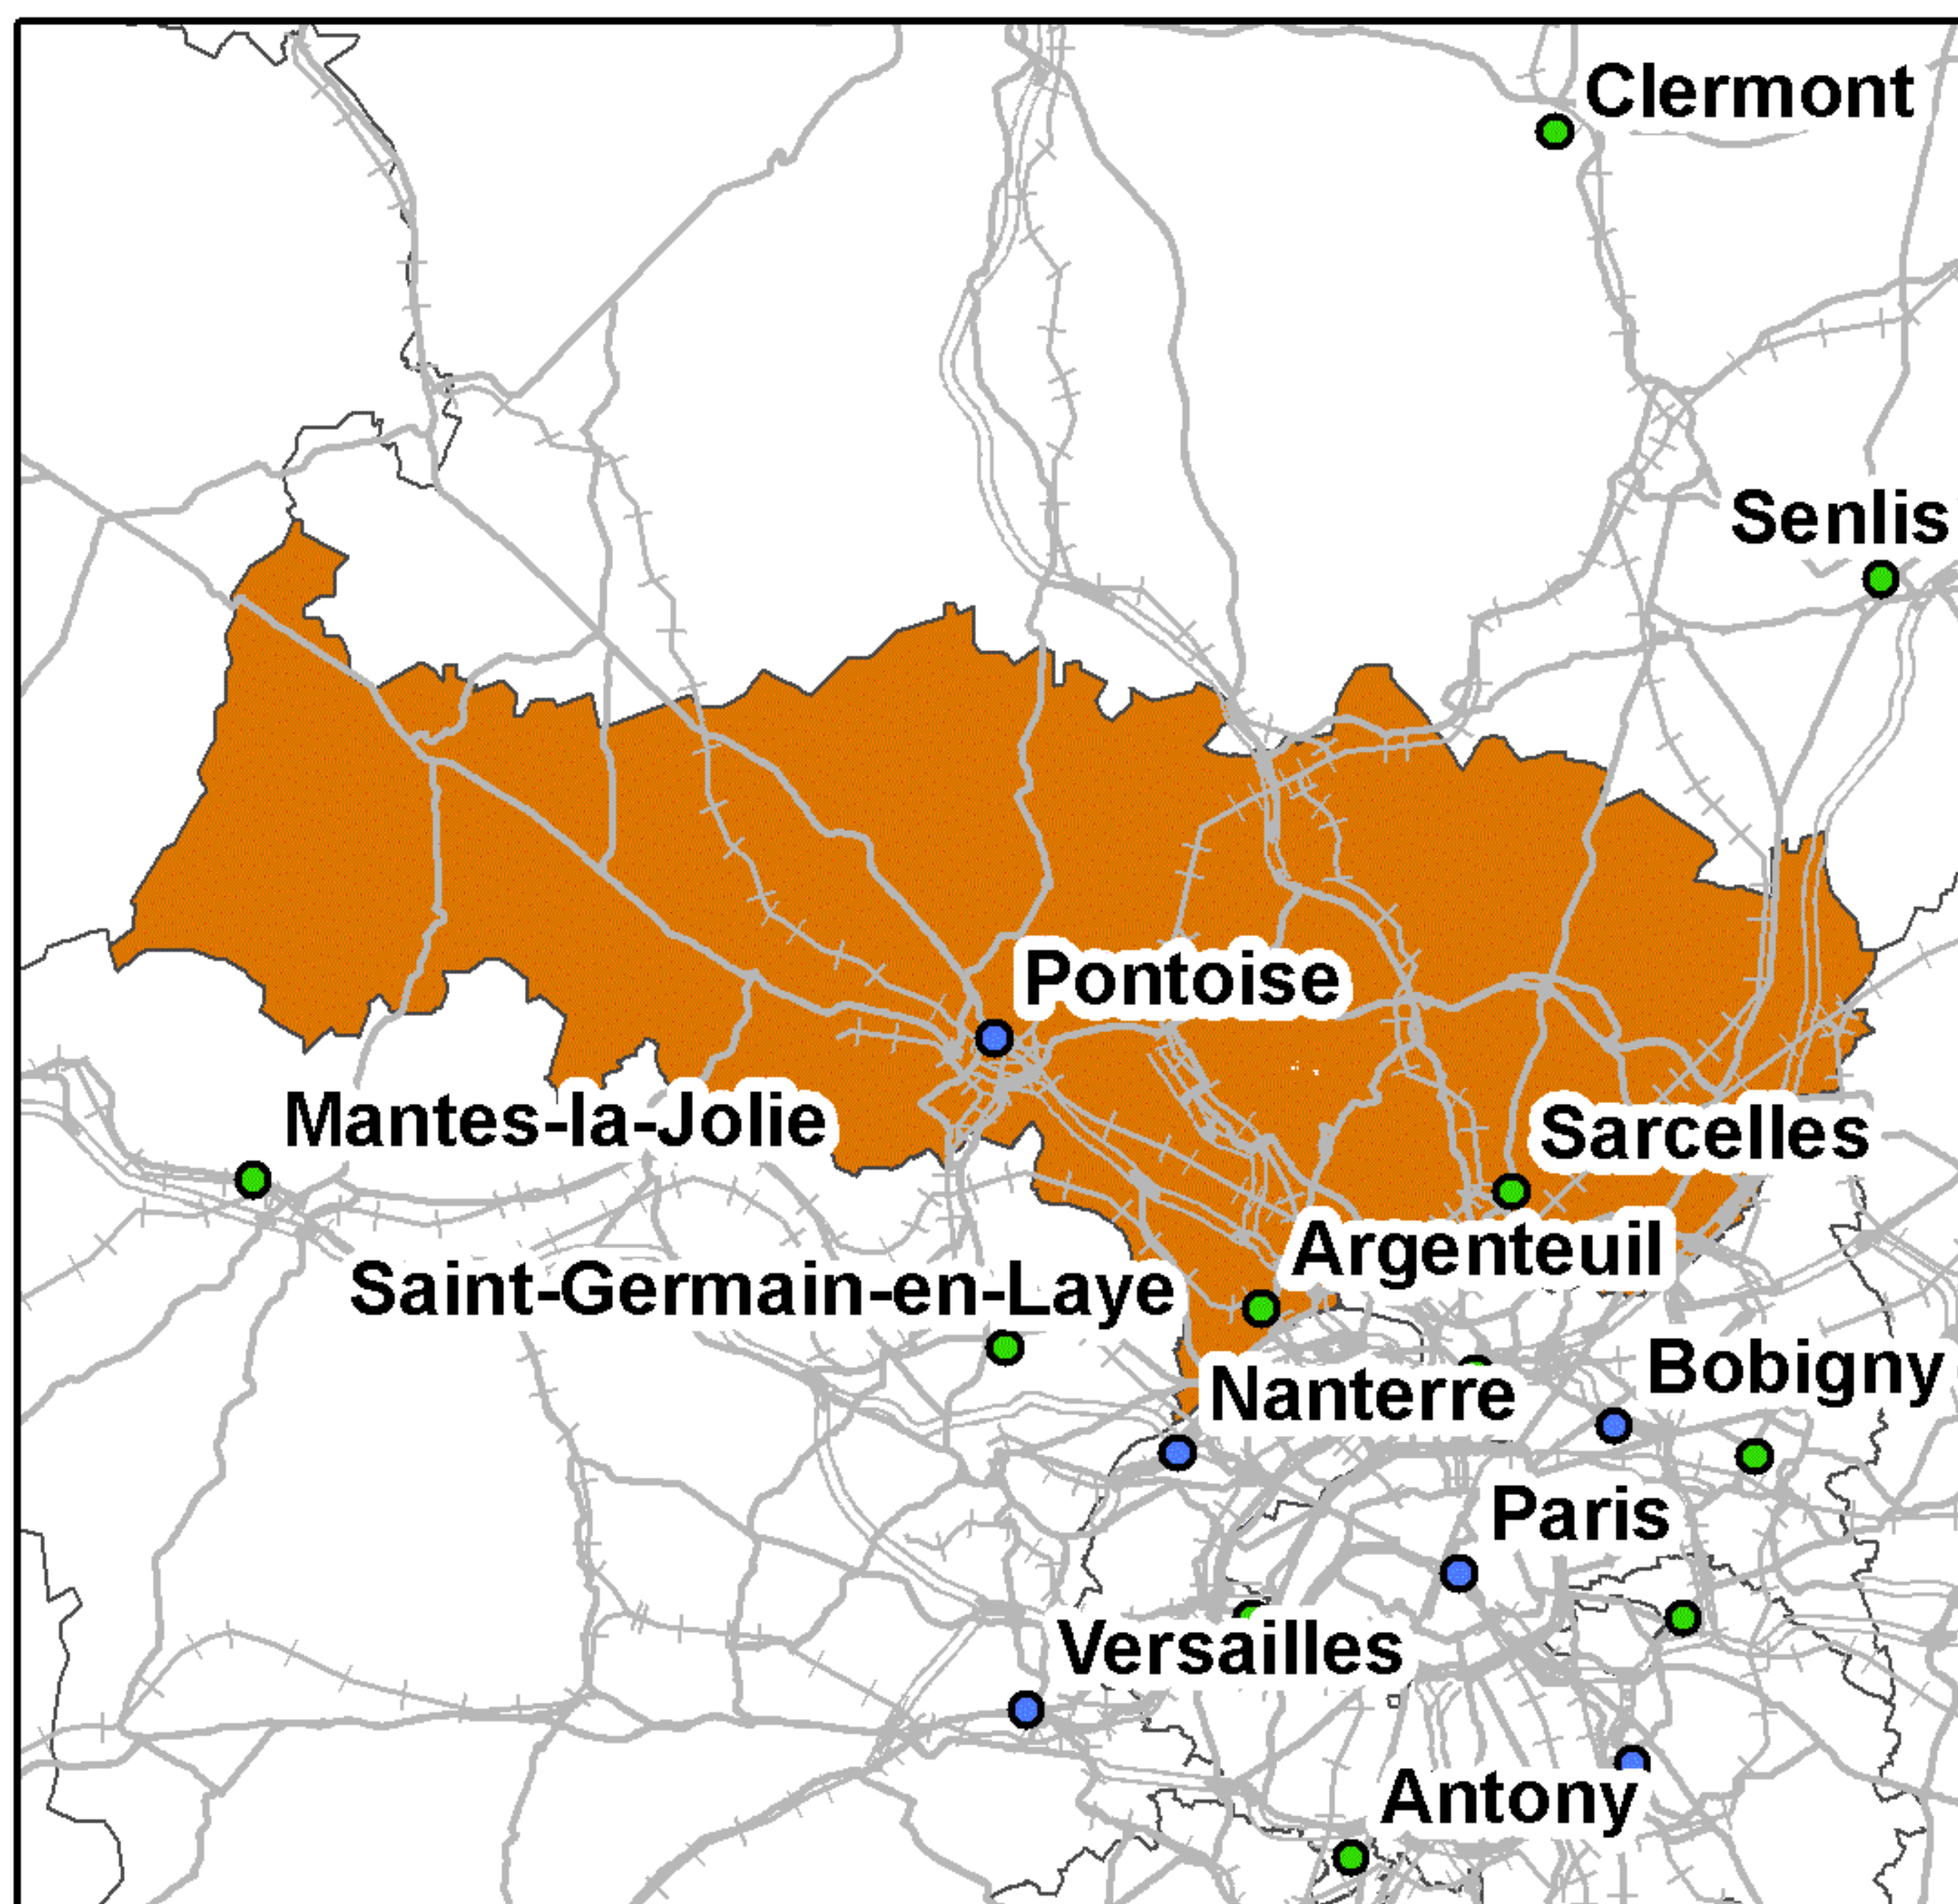 Clermont
Senlis
Pontoise
Mantes-la-Jolie
Sarcelles
Argenteuil
Saint-Germain-en-Laye
Bobigny
Nanterre
Paris
Versailles
Antony